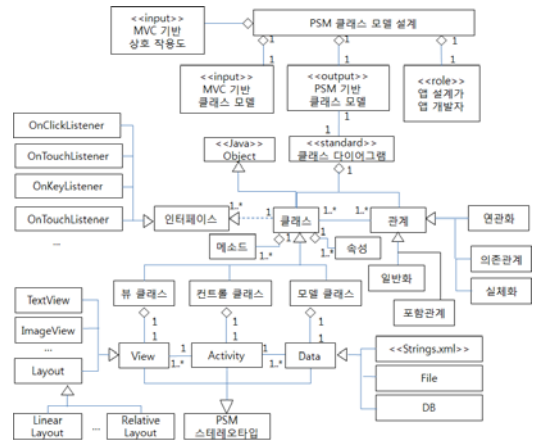 <<input>>
MVC 기반
상호 작용도
PSM 클래스 모델 설계
1
1
1
1
1
1
1
1
<<input>>
MVC 기반
클래스 모델
<<output>>
PSM 기반
클래스 모델
<<role>>
앱 설계가
앱 개발자
1
1
OnClickListener
OnTouchListener
OnKeyListener
OnTouchListener
...
<<Java>>
Object
<<standard>>
클래스 다이어그램
1
1..*
1
1..*
1..*
인터페이스
클래스
관계
연관화
메소드
1
1
속성
1..*
1..*
의존관계
일반화
실체화
포함관계
뷰 클래스
컨트롤 클래스
모델 클래스
TextView
ImageView
...
Layout
1
1
1
1
1
1
View
1
1..*
Activity
1
1..*
Data
<<Strings.xml>>
File
DB
Linear
Layout
...
Relative
Layout
PSM
스테레오타입